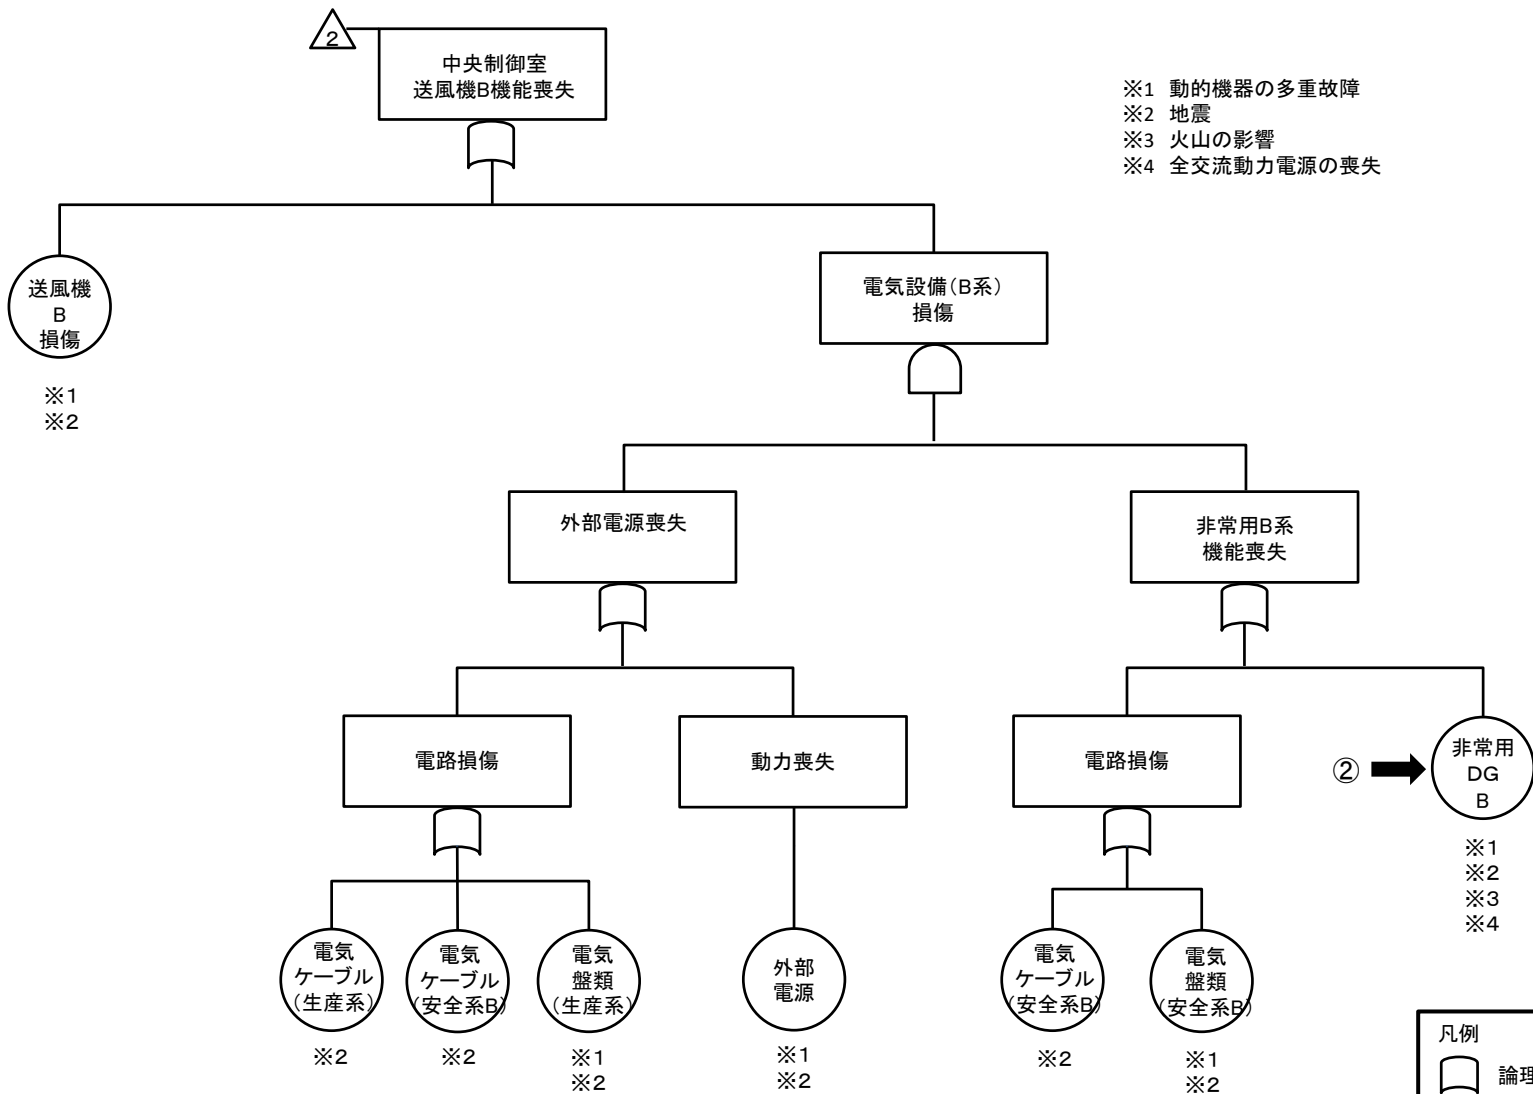 2
中央制御室
送風機B機能喪失
※1 動的機器の多重故障
※2 地震
※3 火山の影響
※4 全交流動力電源の喪失
送風機
B
損傷
※1
※2
電気設備（B系）
損傷
外部電源喪失
非常用B系
機能喪失
電路損傷
動力喪失
電路損傷
②
非常用
DG
B
※1
※2
※3
※4
電気
ケーブル
（生産系）
※2
電気
ケーブル
（安全系B）
※2
電気
盤類
（生産系）
※1
※2
外部
電源
※1
※2
電気
ケーブル
（安全系B）
※2
電気
盤類
（安全系B）
※1
※2
凡例
論理